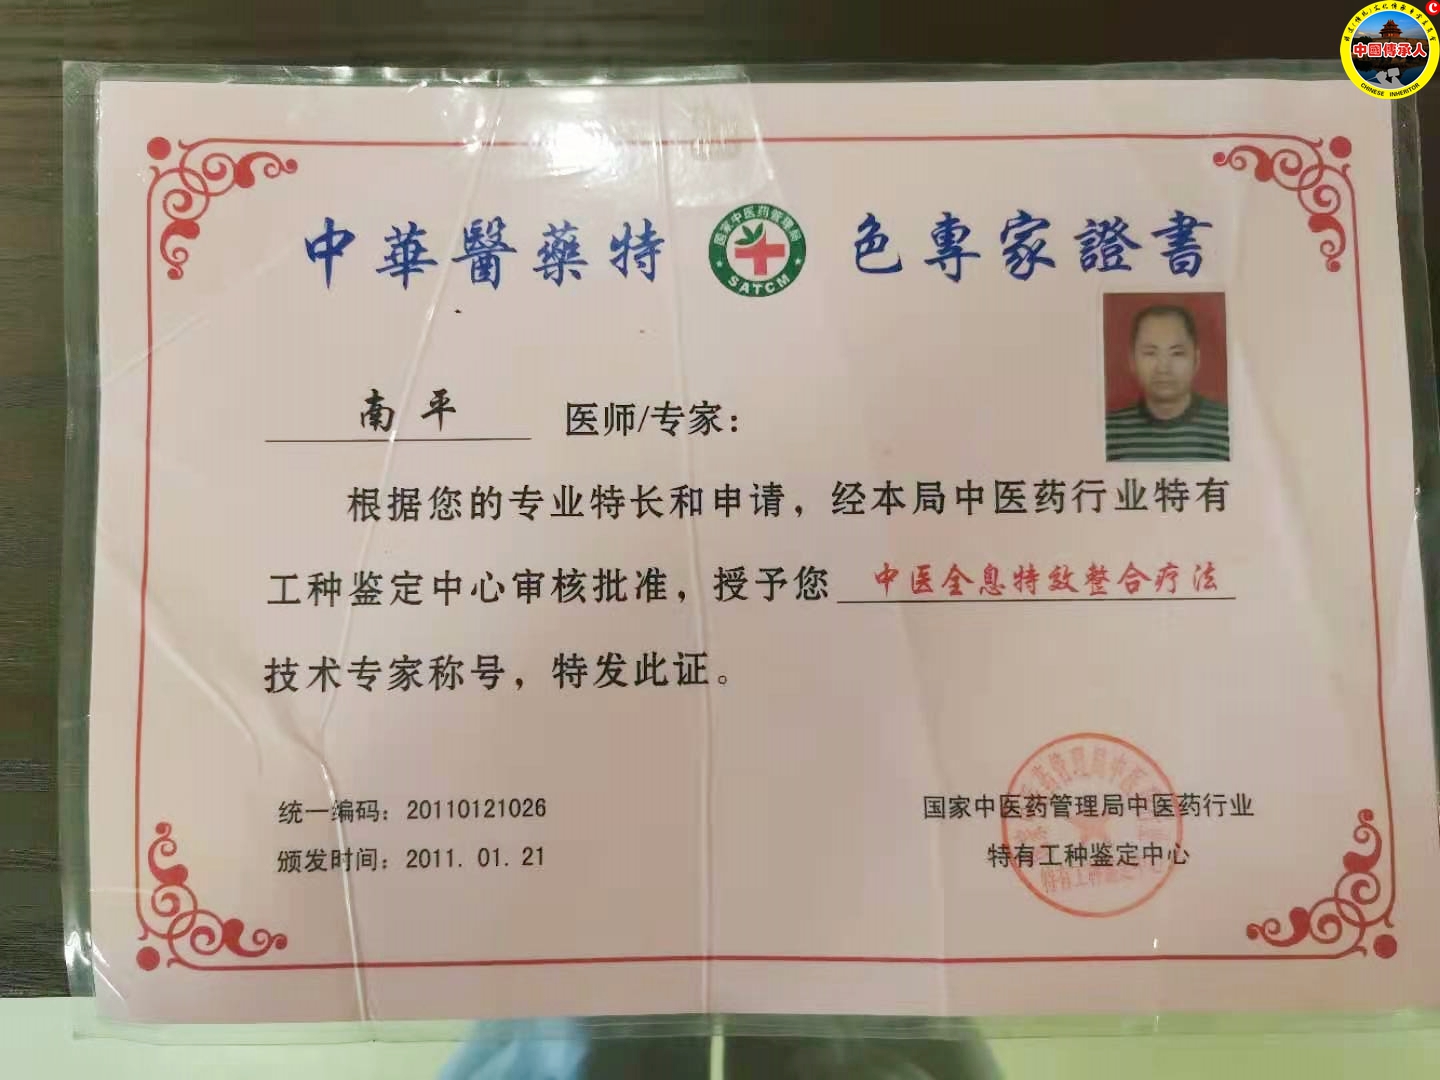 中國傳承人
CHINESE INHERITOR
中華醫藥特色專家證書
国家中医药管理局
SATCM
南平 医师/专家：
根据您的专业特长和申请，经本局中医药行业特有
工种鉴定中心审核批准，授予您 中医全息特效整合疗法
技术专家称号，特发此证。
统一编码：20110121026
颁发时间：2011.01.21
国家中医药管理局中医药行业
特有工种鉴定中心